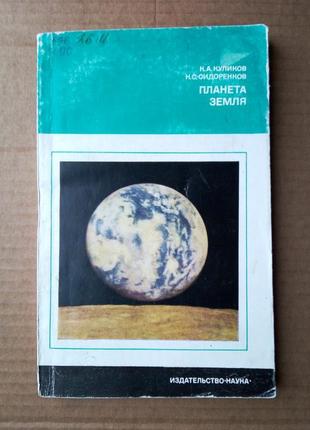 К. А. КУЛИКОВ
Н. С. СИДОРЕНКОВ
ПЛАНЕТА
ЗЕМЛЯ
ИЗДАТЕЛЬСТВО «НАУКА»